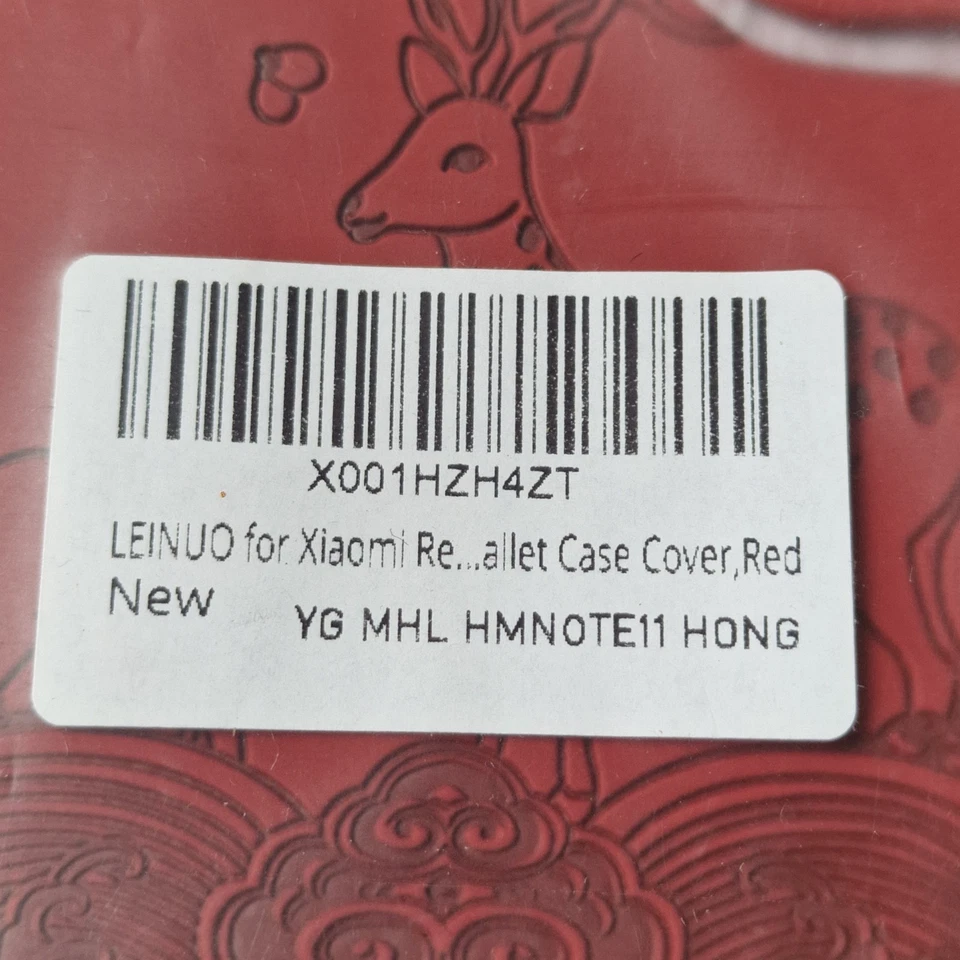 X001HZH4ZT
LEINUO for Xiaomi Re...allet Case Cover,Red
New
YG MHL HMNOTE11 HONG